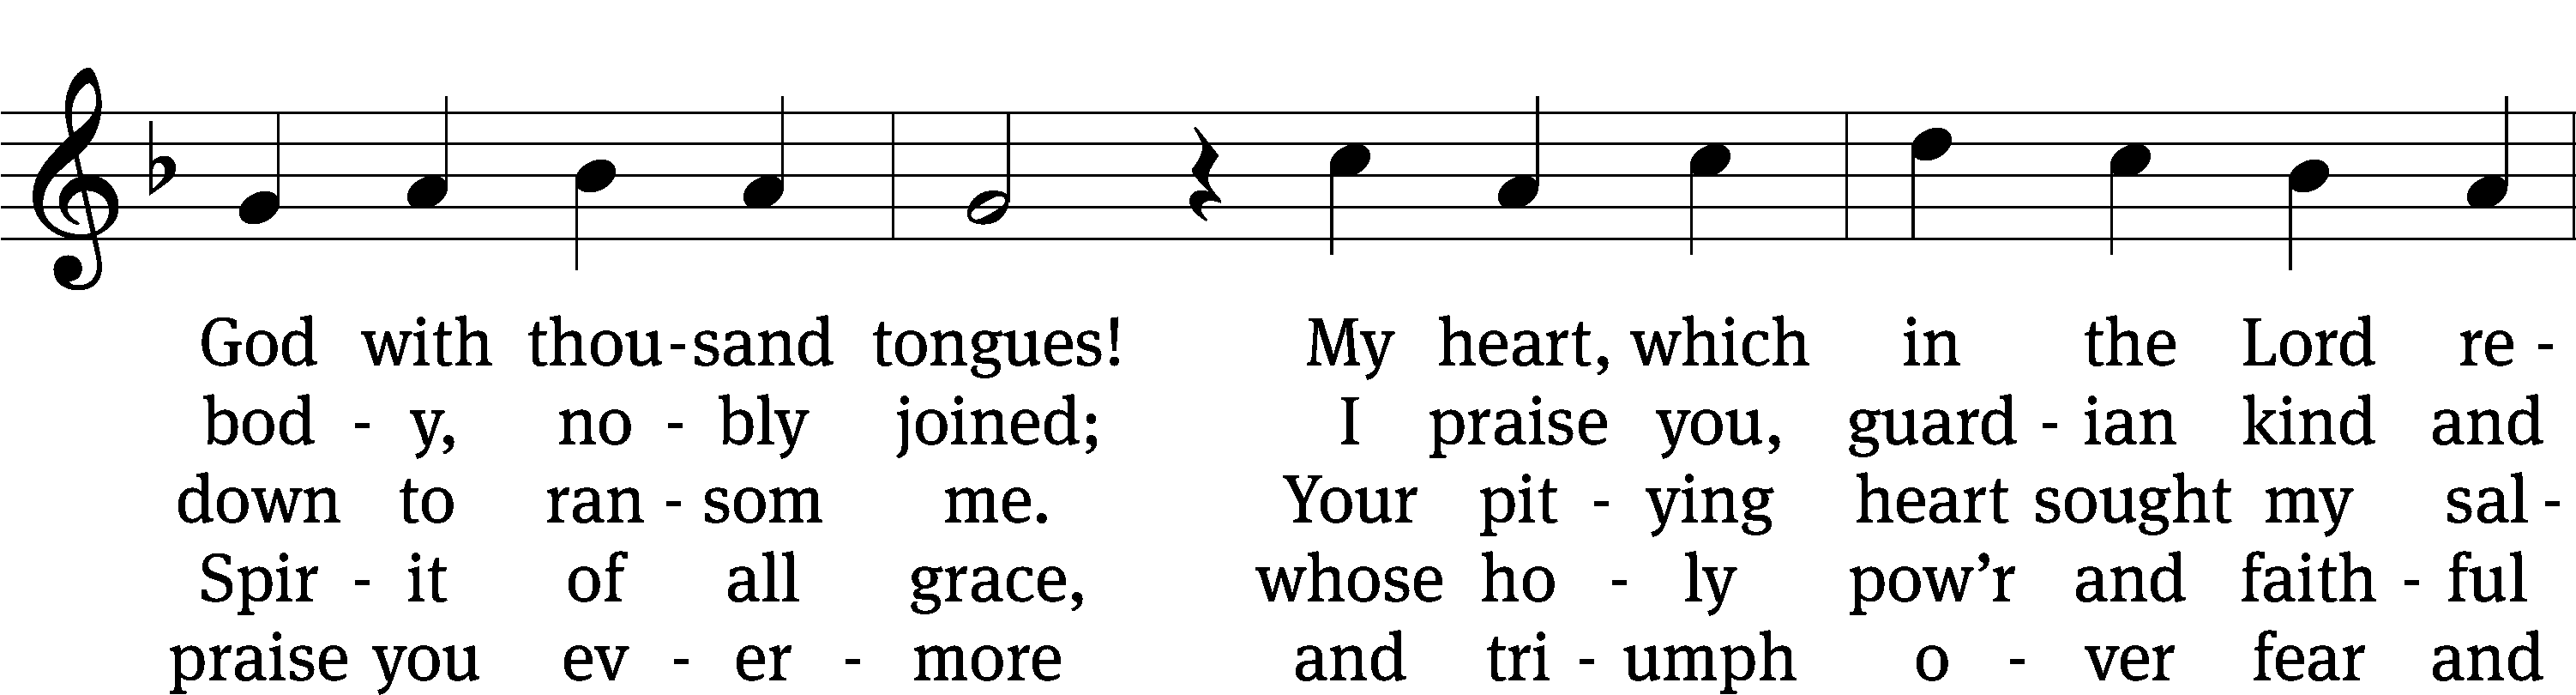 God with thou-sand tongues! My heart, which in the Lord re -
bod - y, no - bly joined; I praise you, guard - ian kind and
down to ran - som me. Your pit - ying heart sought my sal -
Spir - it of all grace, whose ho - ly pow’r and faith - ful
praise you ev - er - more and tri - umph o - ver fear and